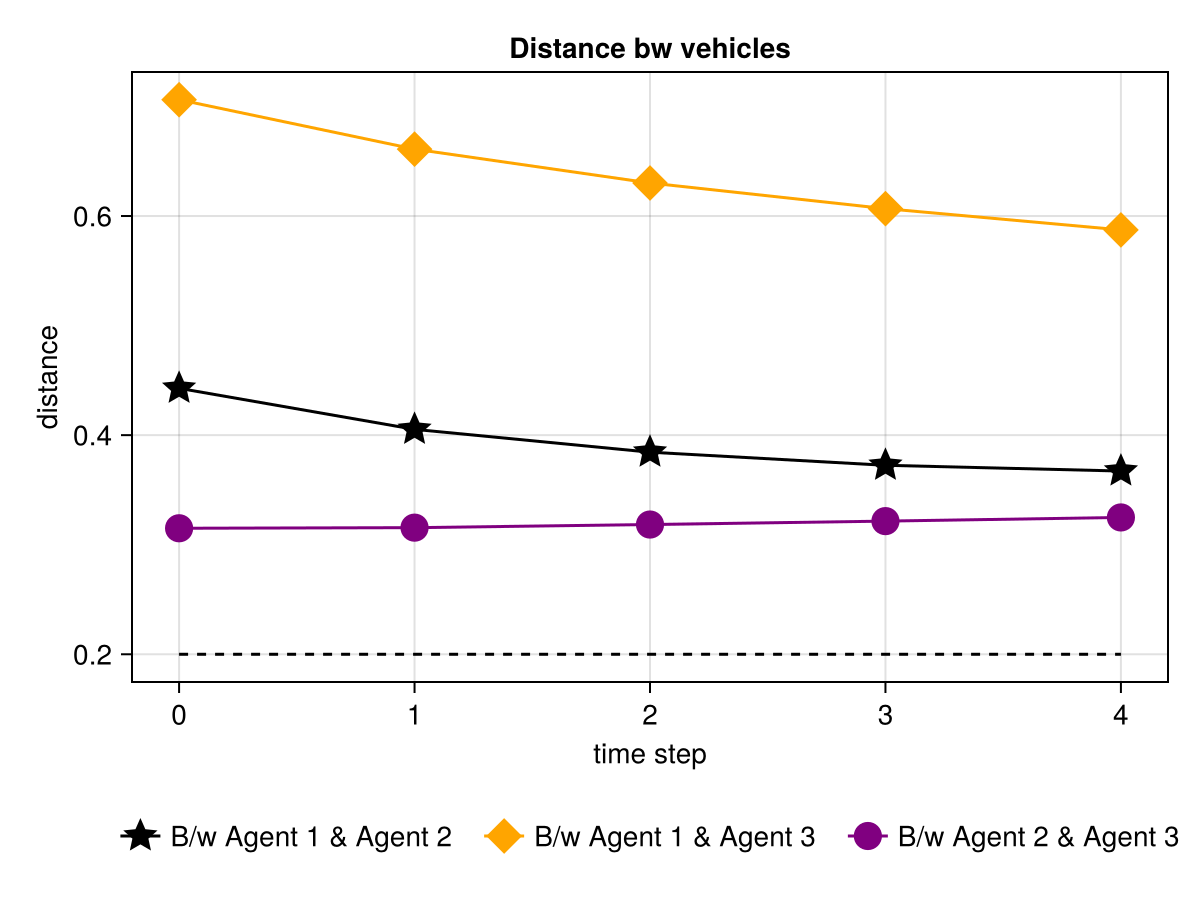 Distance bw vehicles
distance
0.6
0.4
0.2
0 1 2 3 4
time step
B/w Agent 1 & Agent 2 B/w Agent 1 & Agent 3 B/w Agent 2 & Agent 3